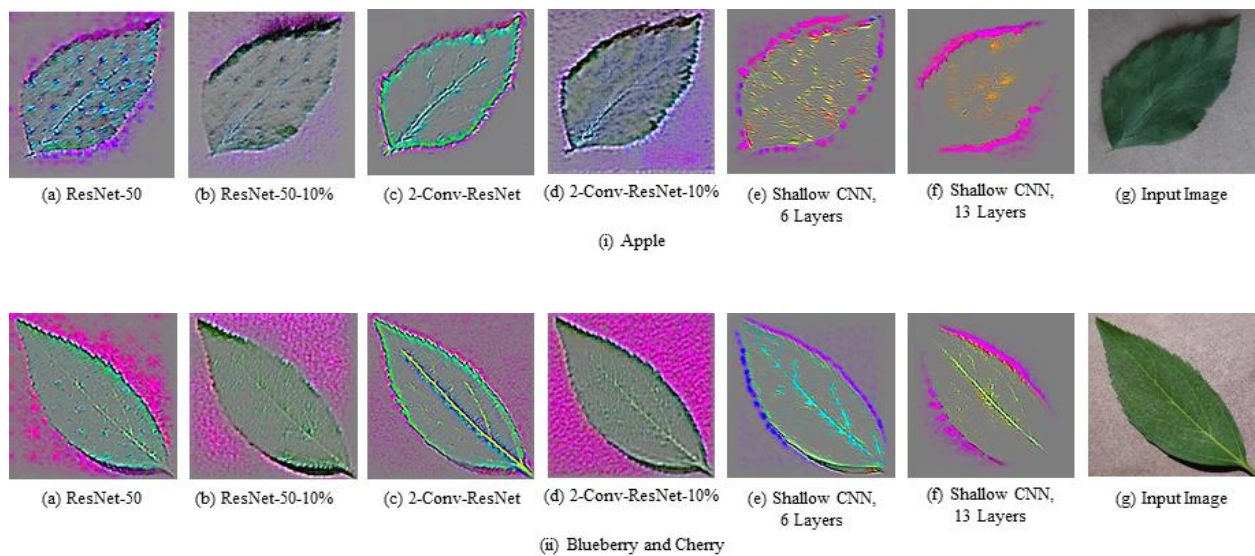 (a) ResNet-50
(b) ResNet-50-10%
(c) 2-Conv-ResNet
(d) 2-Conv-ResNet-10%
(e) Shallow CNN,
6 Layers
(f) Shallow CNN,
13 Layers
(g) Input Image
(i) Apple
(a) ResNet-50
(b) ResNet-50-10%
(c) 2-Conv-ResNet
(d) 2-Conv-ResNet-10%
(e) Shallow CNN,
6 Layers
(f) Shallow CNN,
13 Layers
(g) Input Image
(ii) Blueberry and Cherry